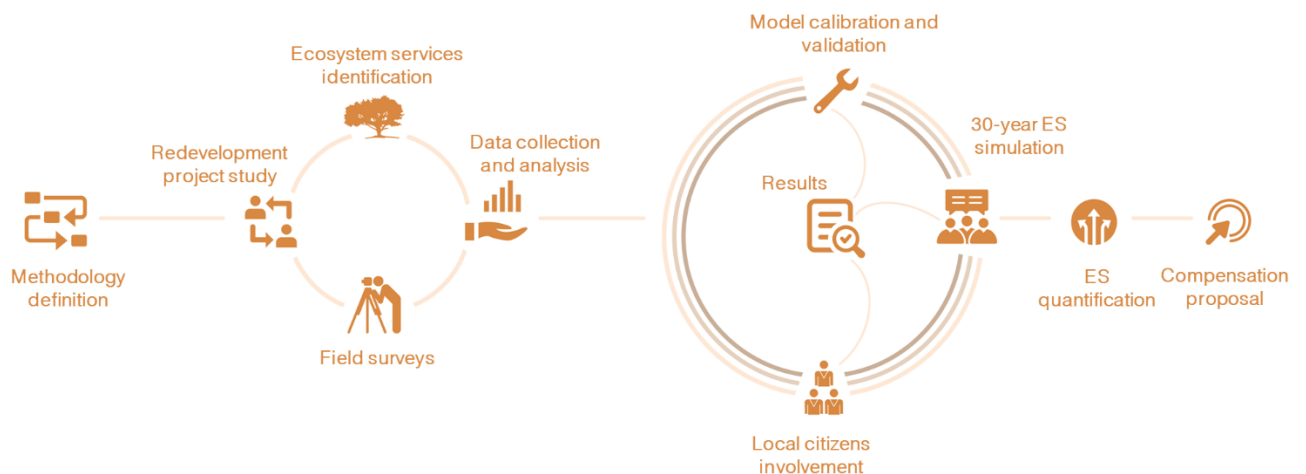 Methodology
definition
Redevelopment
project study
Ecosystem services
identification
Field surveys
Data collection
and analysis
Model calibration and
validation
Results
Local citizens
involvement
30-year ES
simulation
ES
quantification
Compensation
proposal